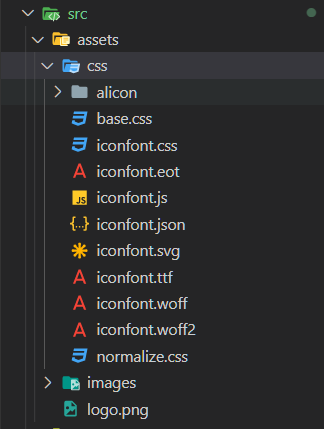 src
assets
css
alicon
base.css
iconfont.css
iconfont.eot
JS iconfont.js
{..} iconfont.json
iconfont.svg
iconfont.ttf
iconfont.woff
iconfont.woff2
normalize.css
images
logo.png